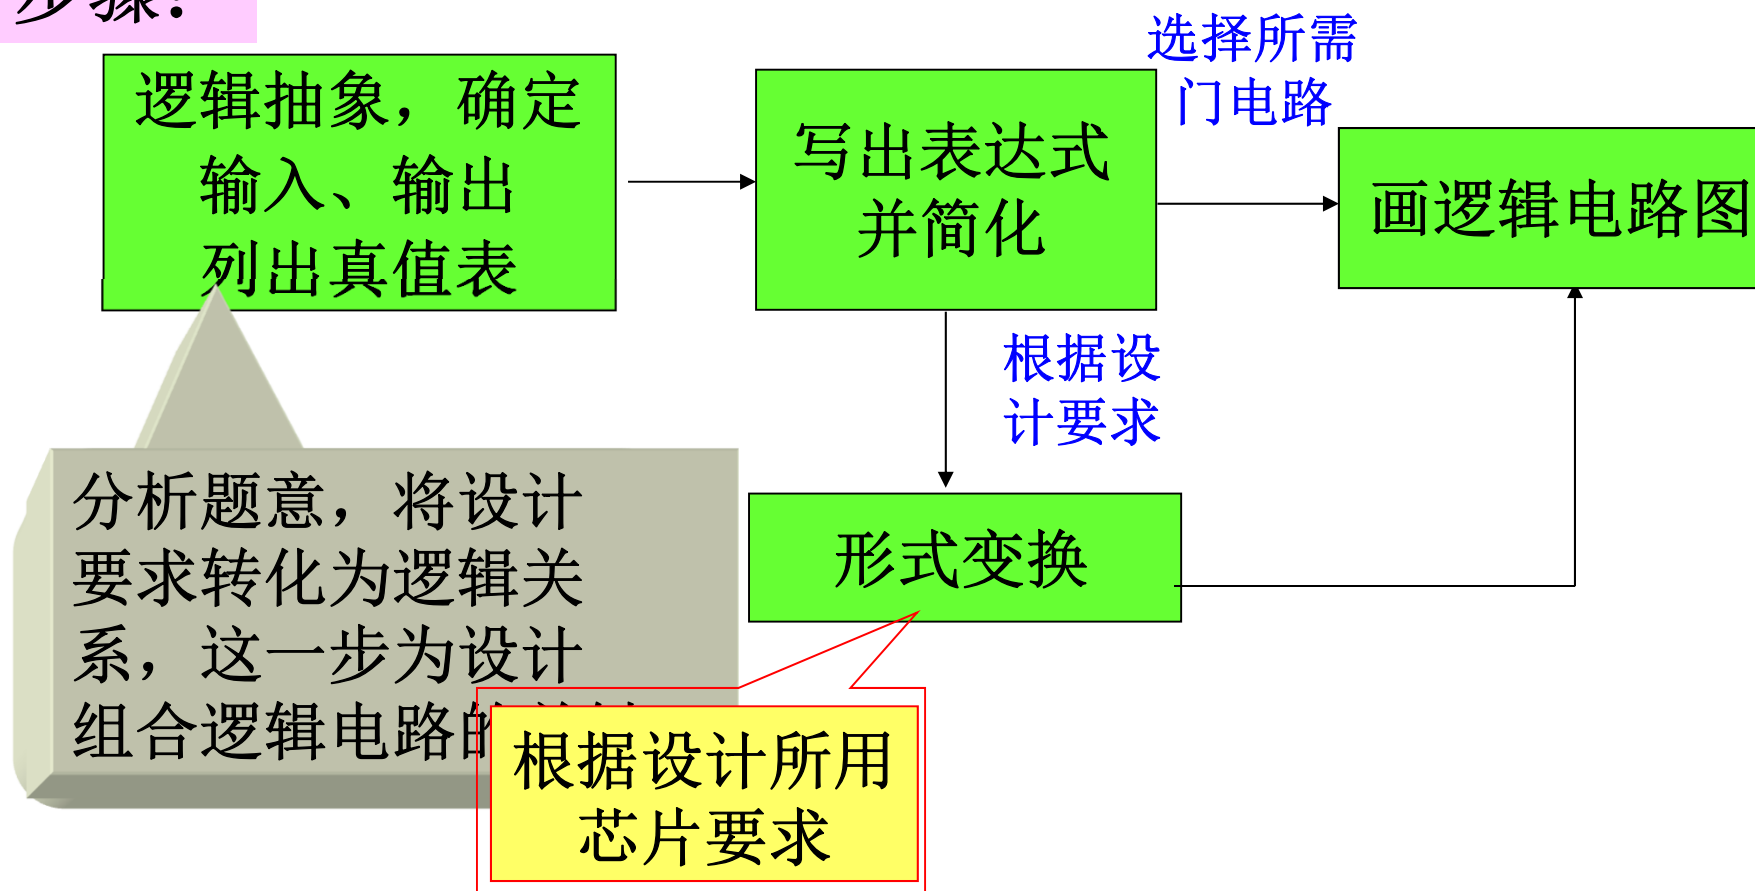 步骤:
逻辑抽象，确定
输入、输出
列出真值表
写出表达式
并简化
选择所需
门电路
画逻辑电路图
根据设
计要求
形式变换
分析题意，将设计
要求转化为逻辑关
系，这一步为设计
组合逻辑电路的
根据设计所用
芯片要求